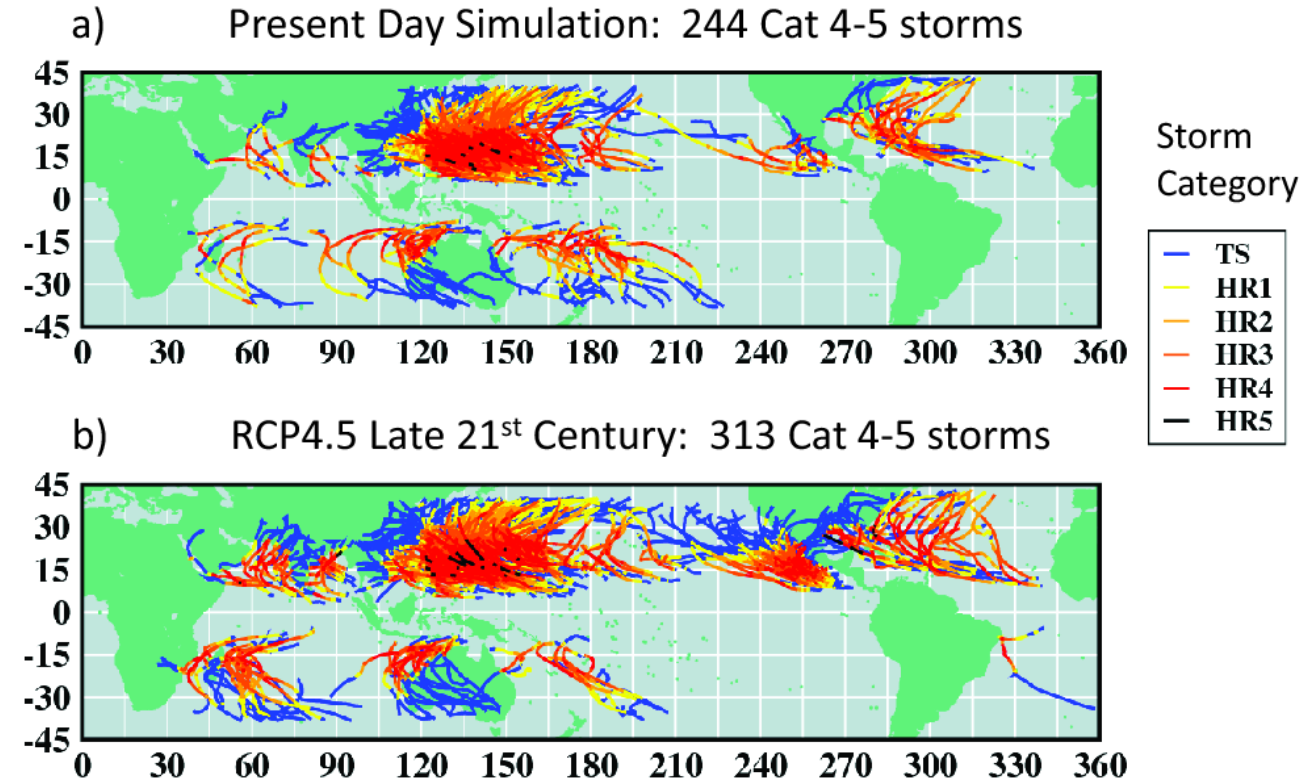 a) Present Day Simulation: 244 Cat 4-5 storms
45
30
15
0
-15
-30
-45
0 30 60 90 120 150 180 210 240 270 300 330 360
Storm
Category
TS
HR1
HR2
HR3
HR4
HR5
b) RCP4.5 Late 21st Century: 313 Cat 4-5 storms
45
30
15
0
-15
-30
-45
0 30 60 90 120 150 180 210 240 270 300 330 360